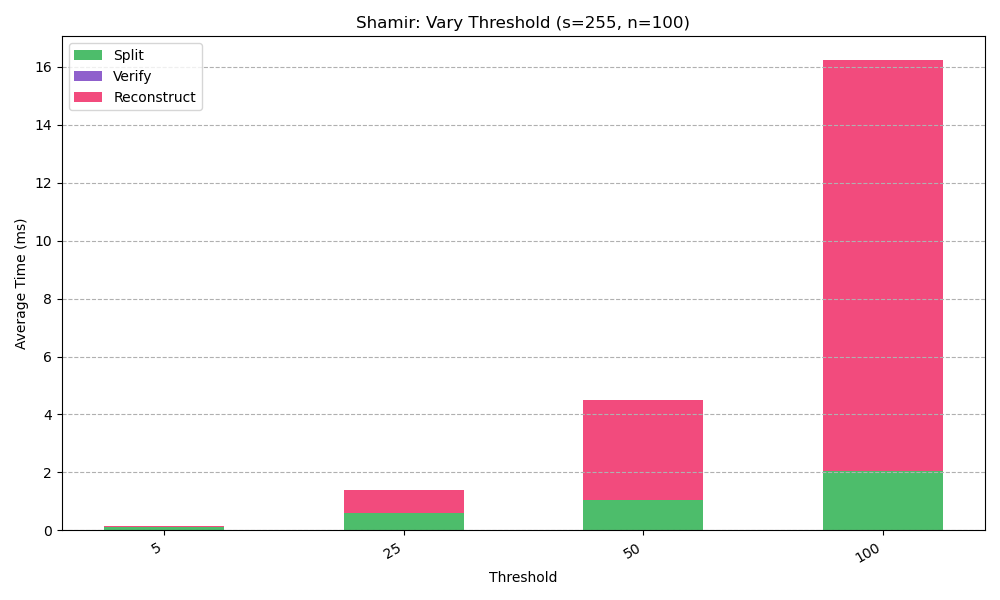 Shamir: Vary Threshold (s=255, n=100)
Split
Verify
Reconstruct
Average Time (ms)
16
14
12
10
8
6
4
2
0
5
25
50
100
Threshold